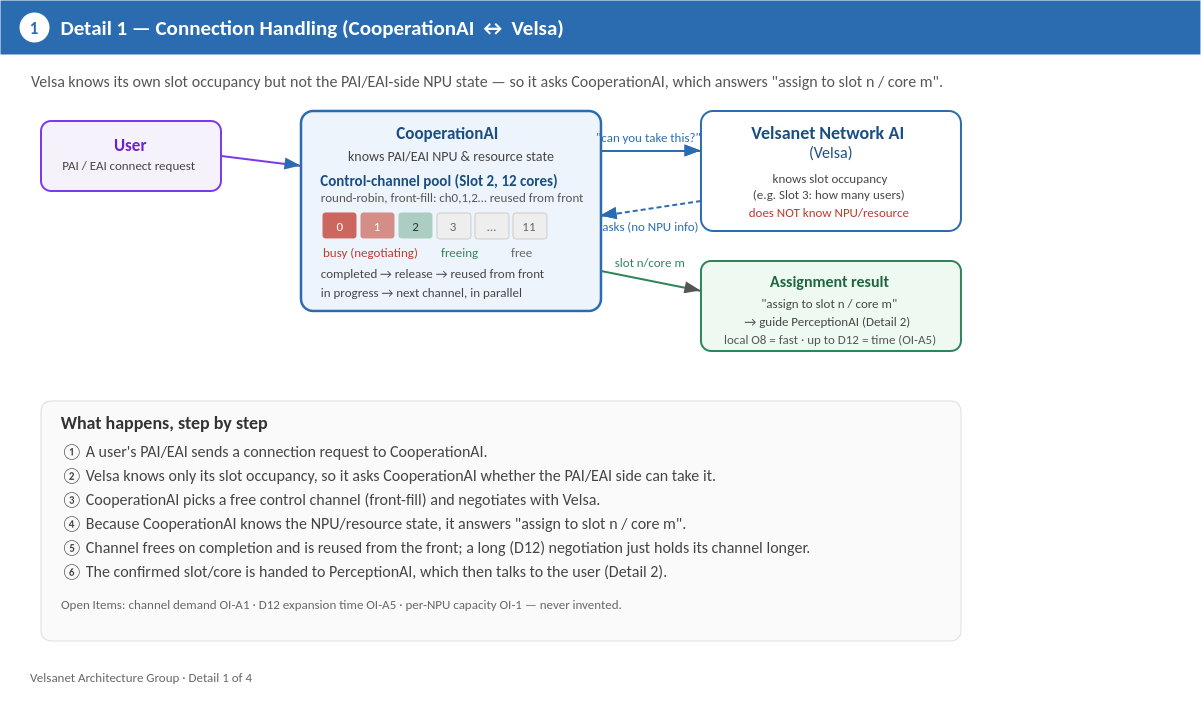 1 Detail 1 — Connection Handling (CooperationAI ↔ Velsa)
Velsa knows its own slot occupancy but not the PAI/EAI-side NPU state — so it asks CooperationAI, which answers "assign to slot n / core m".
User
PAI / EAI connect request
CooperationAI
knows PAI/EAI NPU & resource state
Control-channel pool (Slot 2, 12 cores)
round-robin, front-fill: ch0,1,2… reused from front
0 1 2 3 … 11
busy (negotiating) freeing free
completed → release → reused from front
in progress → next channel, in parallel
"can you take this?"
asks (no NPU info)
slot n/core m
Velsanet Network AI
(Velsa)
knows slot occupancy
(e.g. Slot 3: how many users)
does NOT know NPU/resource
Assignment result
"assign to slot n / core m"
→ guide PerceptionAI (Detail 2)
local O8 = fast · up to D12 = time (OI-A5)
What happens, step by step
① A user's PAI/EAI sends a connection request to CooperationAI.
② Velsa knows only its slot occupancy, so it asks CooperationAI whether the PAI/EAI side can take it.
③ CooperationAI picks a free control channel (front-fill) and negotiates with Velsa.
④ Because CooperationAI knows the NPU/resource state, it answers "assign to slot n / core m".
⑤ Channel frees on completion and is reused from the front; a long (D12) negotiation just holds its channel longer.
⑥ The confirmed slot/core is handed to PerceptionAI, which then talks to the user (Detail 2).
Open Items: channel demand OI-A1 · D12 expansion time OI-A5 · per-NPU capacity OI-1 — never invented.
Velsanet Architecture Group · Detail 1 of 4